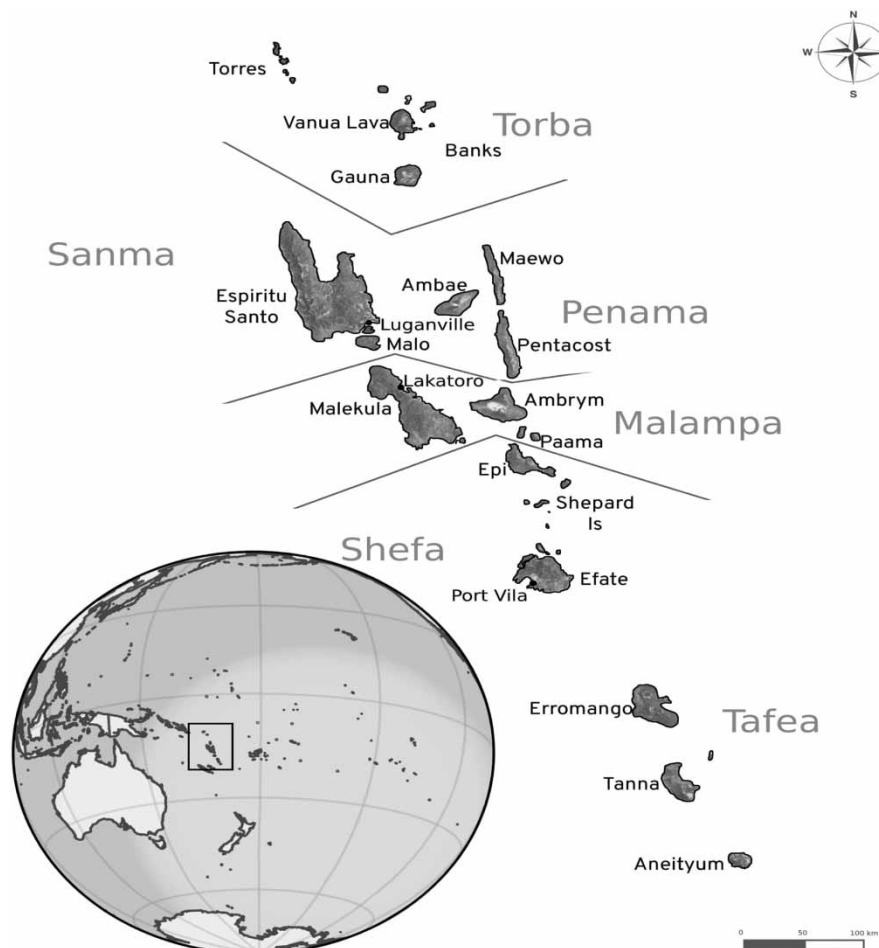 N
W
S
Torres
Vanua Lava
Torba
Banks
Gauna
Sanma
Maewo
Ambae
Espiritu
Santo
Penama
Luganville
Malo
Pentacost
Lakatoro
Ambrym
Malekula
Malampa
Paama
Epi
Shepard
Is
Shefa
Efate
Port Vila
Erromango
Tafea
Tanna
Aneityum
0 50 100 km